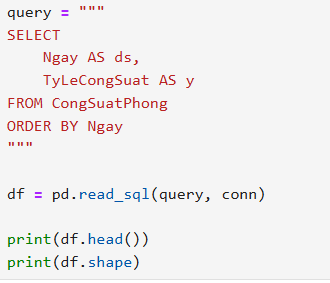 query = """
SELECT
    Ngay AS ds,
    TyLeCongSuat AS y
FROM CongSuatPhong
ORDER BY Ngay
"""
df = pd.read_sql(query, conn)
print(df.head())
print(df.shape)